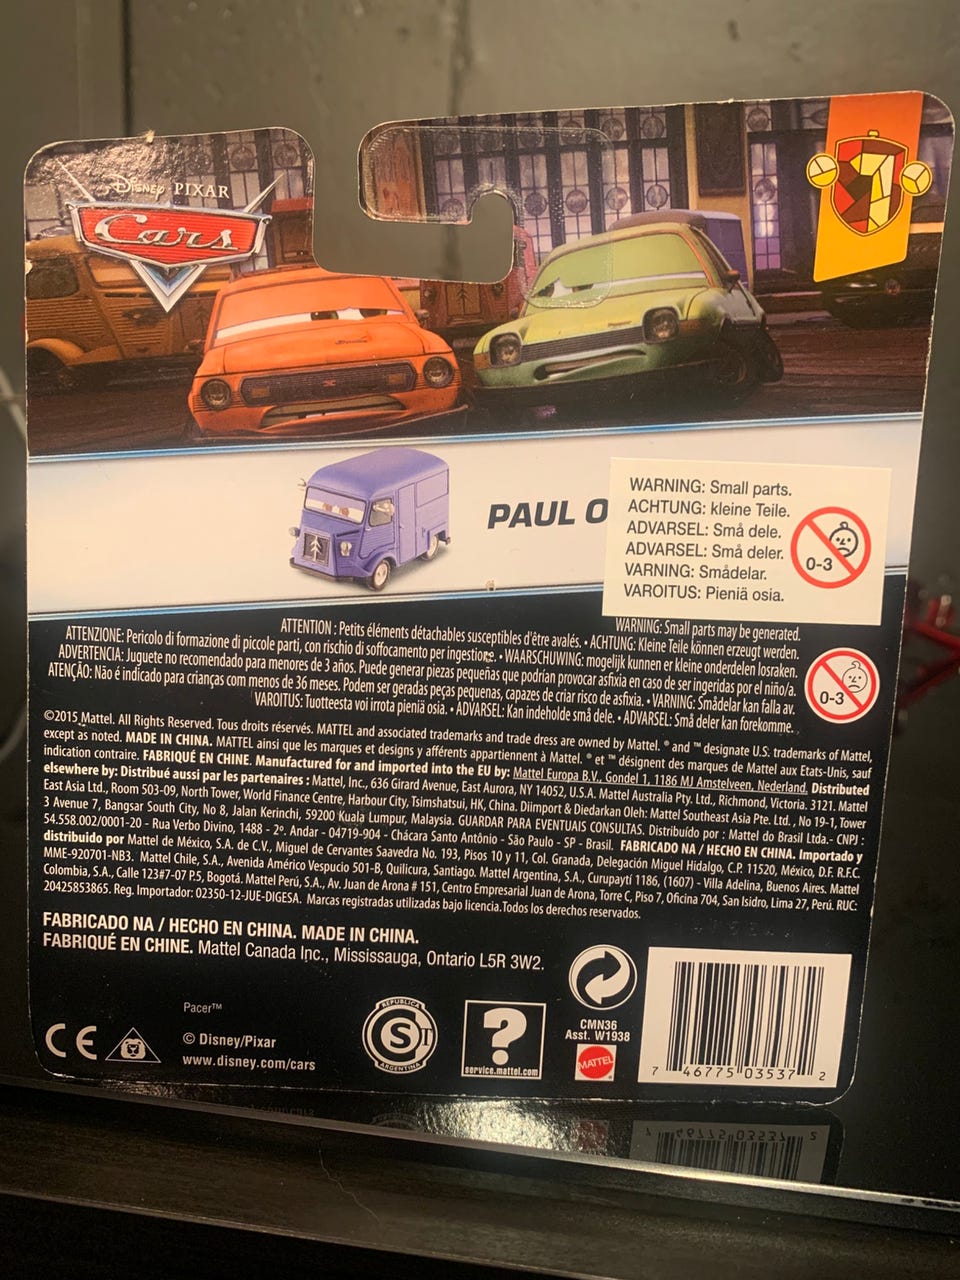 DISNEY PIXAR
Cars
PAUL O
WARNING: Small parts.
ACHTUNG: kleine Teile.
ADVARSEL: Små dele.
ADVARSEL: Små deler.
VARNING: Smådelar.
VAROITUS: Pieniä osia.
0-3
WARNING: Small parts may be generated.
ATTENTION : Petits éléments détachables susceptibles d'être avalés. • ACHTUNG: Kleine Teile können erzeugt werden.
ATTENZIONE: Pericolo di formazione di piccole parti, con rischio di soffocamento per ingestione. • WAARSCHUWING: mogelijk kunnen er kleine onderdelen losraken.
ADVERTENCIA: Juguete no recomendado para menores de 3 años. Puede generar piezas pequeñas que podrían provocar asfixia en caso de ser ingeridas por el niño/a.
ATENÇÃO: Não é indicado para crianças com menos de 36 meses. Podem ser geradas peças pequenas, capazes de criar risco de asfixia. • VARNING: Smådelar kan falla av.
VAROITUS: Tuotteesta voi irrota pieniä osia. • ADVARSEL: Kan indeholde små dele. • ADVARSEL: Små deler kan forekomme.
0-3
©2015 Mattel. All Rights Reserved. Tous droits réservés. MATTEL and associated trademarks and trade dress are owned by Mattel. ® and ™ designate U.S. trademarks of Mattel,
except as noted. MADE IN CHINA. MATTEL ainsi que les marques et designs y afférents appartiennent à Mattel. ® et ™ désignent des marques de Mattel aux Etats-Unis, sauf
indication contraire. FABRIQUÉ EN CHINE. Manufactured for and imported into the EU by: Mattel Europa B.V., Gondel 1, 1186 MJ Amstelveen, Nederland. Distributed
elsewhere by: Distribué aussi par les partenaires : Mattel, Inc., 636 Girard Avenue, East Aurora, NY 14052, U.S.A. Mattel Australia Pty. Ltd., Richmond, Victoria. 3121. Mattel
East Asia Ltd., Room 503-09, North Tower, World Finance Centre, Harbour City, Tsimshatsui, HK, China. Diimport & Diedarkan Oleh: Mattel Southeast Asia Pte. Ltd. , No 19-1, Tower
3 Avenue 7, Bangsar South City, No 8, Jalan Kerinchi, 59200 Kuala Lumpur, Malaysia. GUARDAR PARA EVENTUAIS CONSULTAS. Distribuído por : Mattel do Brasil Ltda.- CNPJ :
54.558.002/0001-20 - Rua Verbo Divino, 1488 - 2º. Andar - 04719-904 - Chácara Santo Antônio - São Paulo - SP - Brasil. FABRICADO NA / HECHO EN CHINA. Importado y
distribuido por Mattel de México, S.A. de C.V., Miguel de Cervantes Saavedra No. 193, Pisos 10 y 11, Col. Granada, Delegación Miguel Hidalgo, C.P. 11520, México, D.F. R.F.C.
MME-920701-NB3. Mattel Chile, S.A., Avenida Américo Vespucio 501-B, Quilicura, Santiago. Mattel Argentina, S.A., Curupaytí 1186, (1607) - Villa Adelina, Buenos Aires. Mattel
Colombia, S.A., Calle 123#7-07 P.5, Bogotá. Mattel Perú, S.A., Av. Juan de Arona # 151, Centro Empresarial Juan de Arona, Torre C, Piso 7, Oficina 704, San Isidro, Lima 27, Perú. RUC:
20425853865. Reg. Importador: 02350-12-JUE-DIGESA. Marcas registradas utilizadas bajo licencia.Todos los derechos reservados.
FABRICADO NA / HECHO EN CHINA. MADE IN CHINA.
FABRIQUÉ EN CHINE. Mattel Canada Inc., Mississauga, Ontario L5R 3W2.
Pacer™
CE
© Disney/Pixar
www.disney.com/cars
REPUBLICA
S T
ARGENTINA
?
service.mattel.com
CMN36
Asst. W1938
MATTEL
7 46775 03537 2